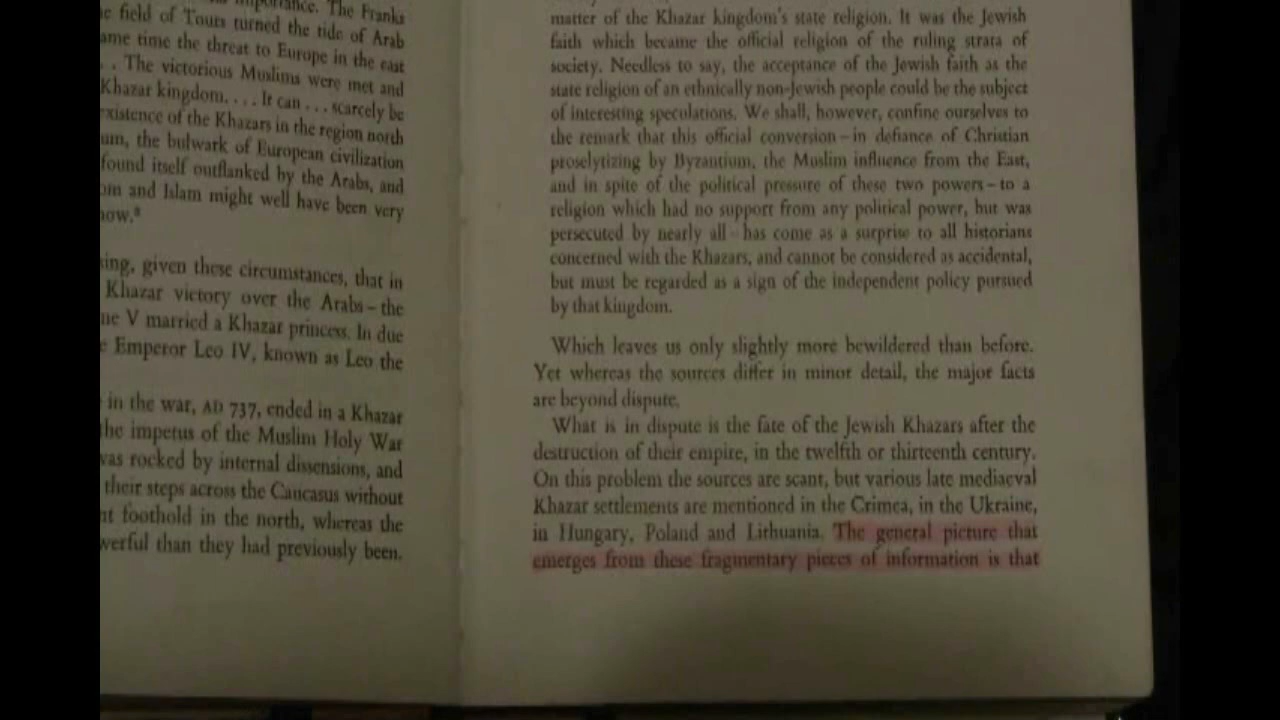 importance. The Franks
field of Tours turned the tide of Arab
ame time the threat to Europe in the east
. . The victorious Muslims were met and
Khazar kingdom. . . . It can . . . scarcely be
xistence of the Khazars in the region north
um, the bulwark of European civilization
found itself outflanked by the Arabs, and
om and Islam might well have been very
now.⁸
ing, given these circumstances, that in
Khazar victory over the Arabs – the
ne V married a Khazar princess. In due
e Emperor Leo IV, known as Leo the
in the war, AD 737, ended in a Khazar
the impetus of the Muslim Holy War
was rocked by internal dissensions, and
their steps across the Caucasus without
nt foothold in the north, whereas the
werful than they had previously been.
matter of the Khazar kingdom's state religion. It was the Jewish
faith which became the official religion of the ruling strata of
society. Needless to say, the acceptance of the Jewish faith as the
state religion of an ethnically non-Jewish people could be the subject
of interesting speculations. We shall, however, confine ourselves to
the remark that this official conversion – in defiance of Christian
proselytizing by Byzantium, the Muslim influence from the East,
and in spite of the political pressure of these two powers – to a
religion which had no support from any political power, but was
persecuted by nearly all – has come as a surprise to all historians
concerned with the Khazars, and cannot be considered as accidental,
but must be regarded as a sign of the independent policy pursued
by that kingdom.
Which leaves us only slightly more bewildered than before.
Yet whereas the sources differ in minor detail, the major facts
are beyond dispute.
What is in dispute is the fate of the Jewish Khazars after the
destruction of their empire, in the twelfth or thirteenth century.
On this problem the sources are scant, but various late mediaeval
Khazar settlements are mentioned in the Crimea, in the Ukraine,
in Hungary, Poland and Lithuania. The general picture that
emerges from these fragmentary pieces of information is that